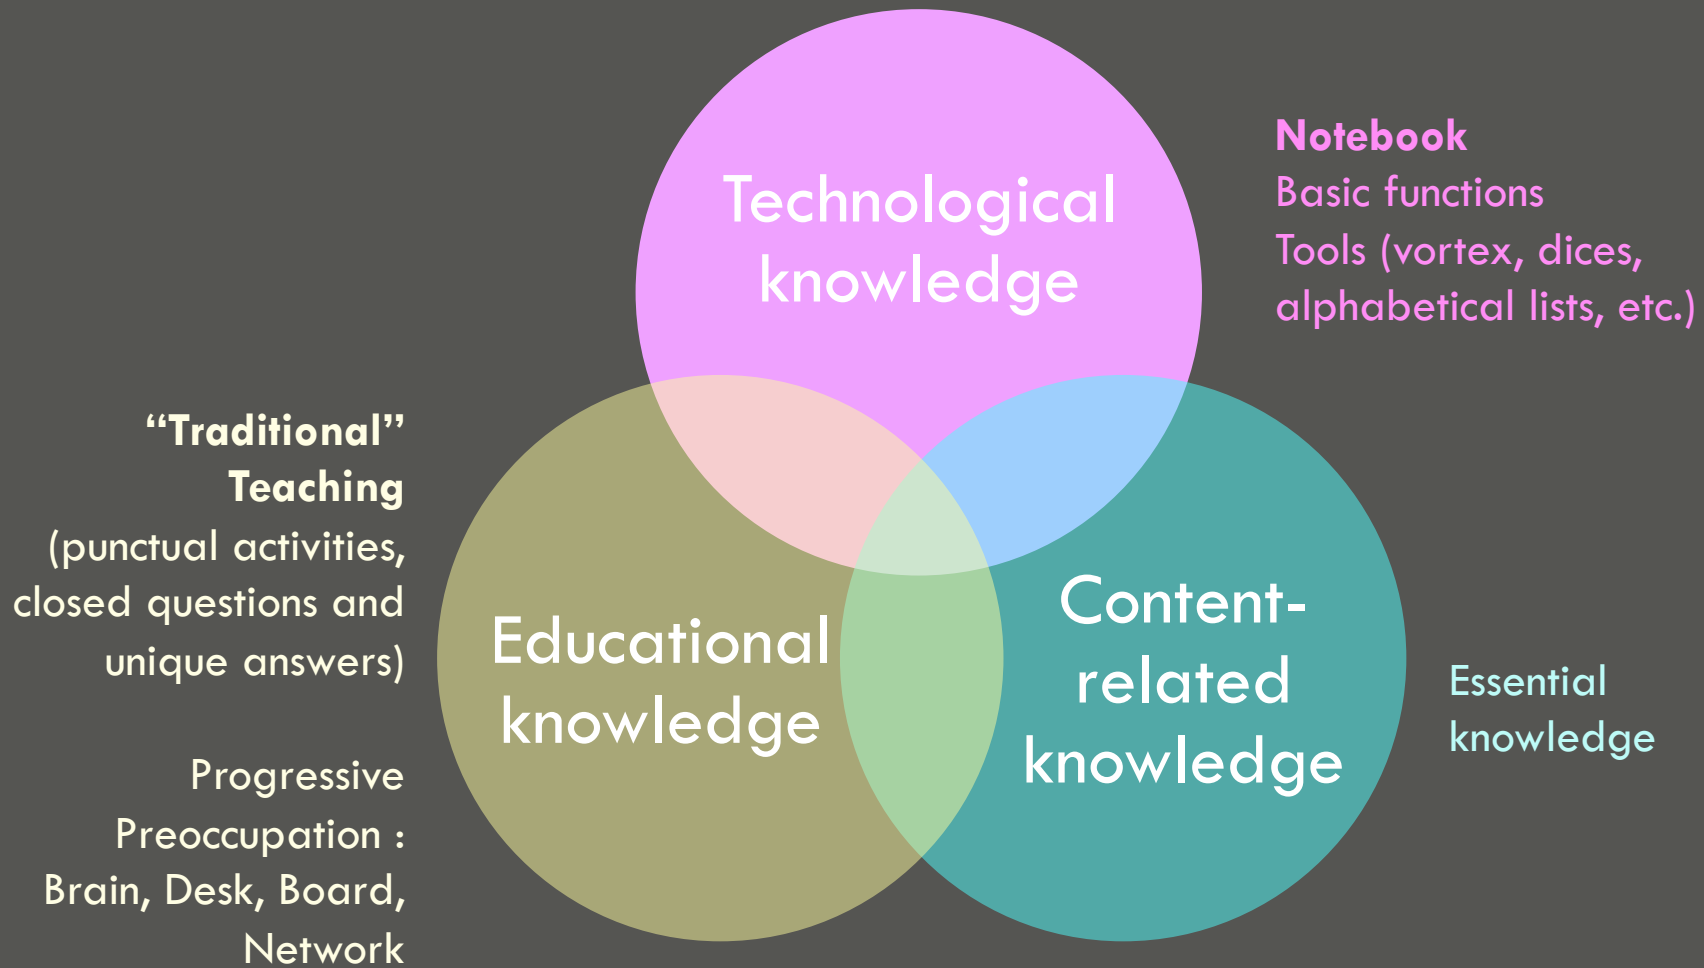 Technological
knowledge
Notebook
Basic functions
Tools (vortex, dices,
alphabetical lists, etc.)
“Traditional”
Teaching
(punctual activities,
closed questions and
unique answers)
Progressive
Preoccupation :
Brain, Desk, Board,
Network
Educational
knowledge
Content-
related
knowledge
Essential
knowledge